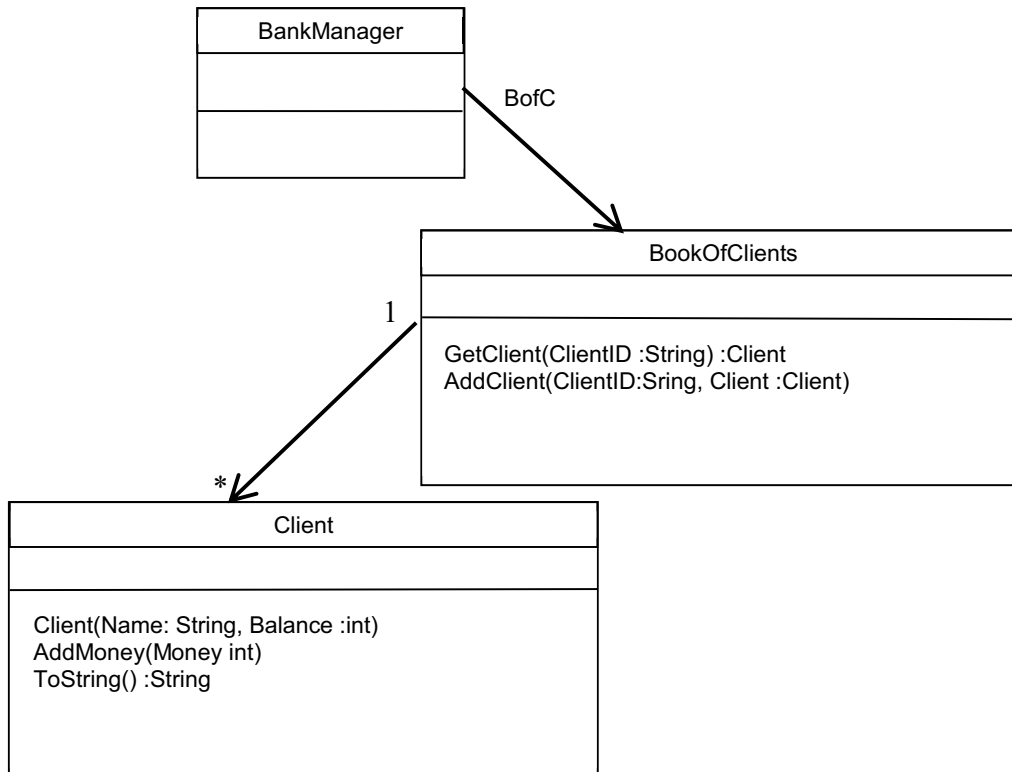 BankManager
BofC
BookOfClients
1
GetClient(ClientID :String) :Client
AddClient(ClientID:Sring, Client :Client)
*
Client
Client(Name: String, Balance :int)
AddMoney(Money int)
ToString() :String